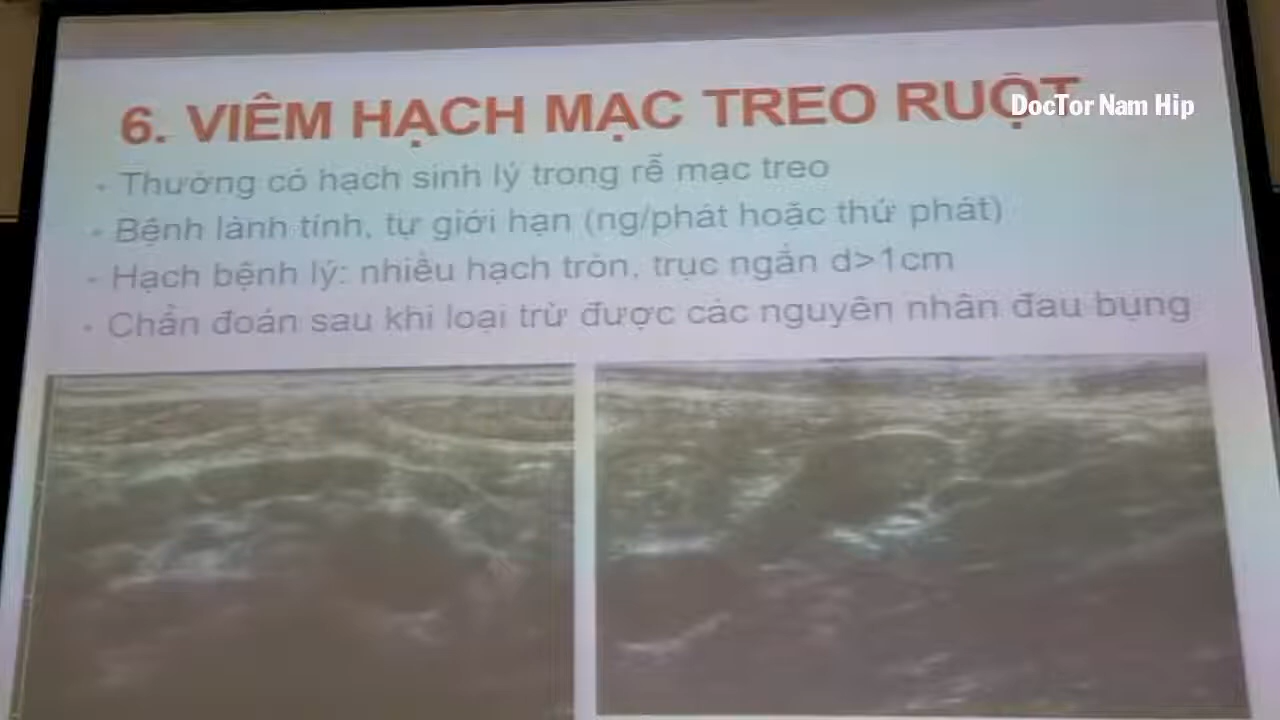 6. VIÊM HẠCH MẠC TREO RUỘT
DocTor Nam Hip
- Thường có hạch sinh lý trong rễ mạc treo
- Bệnh lành tính, tự giới hạn (ng/phát hoặc thứ phát)
- Hạch bệnh lý: nhiều hạch tròn, trục ngắn d>1cm
- Chẩn đoán sau khi loại trừ được các nguyên nhân đau bụng